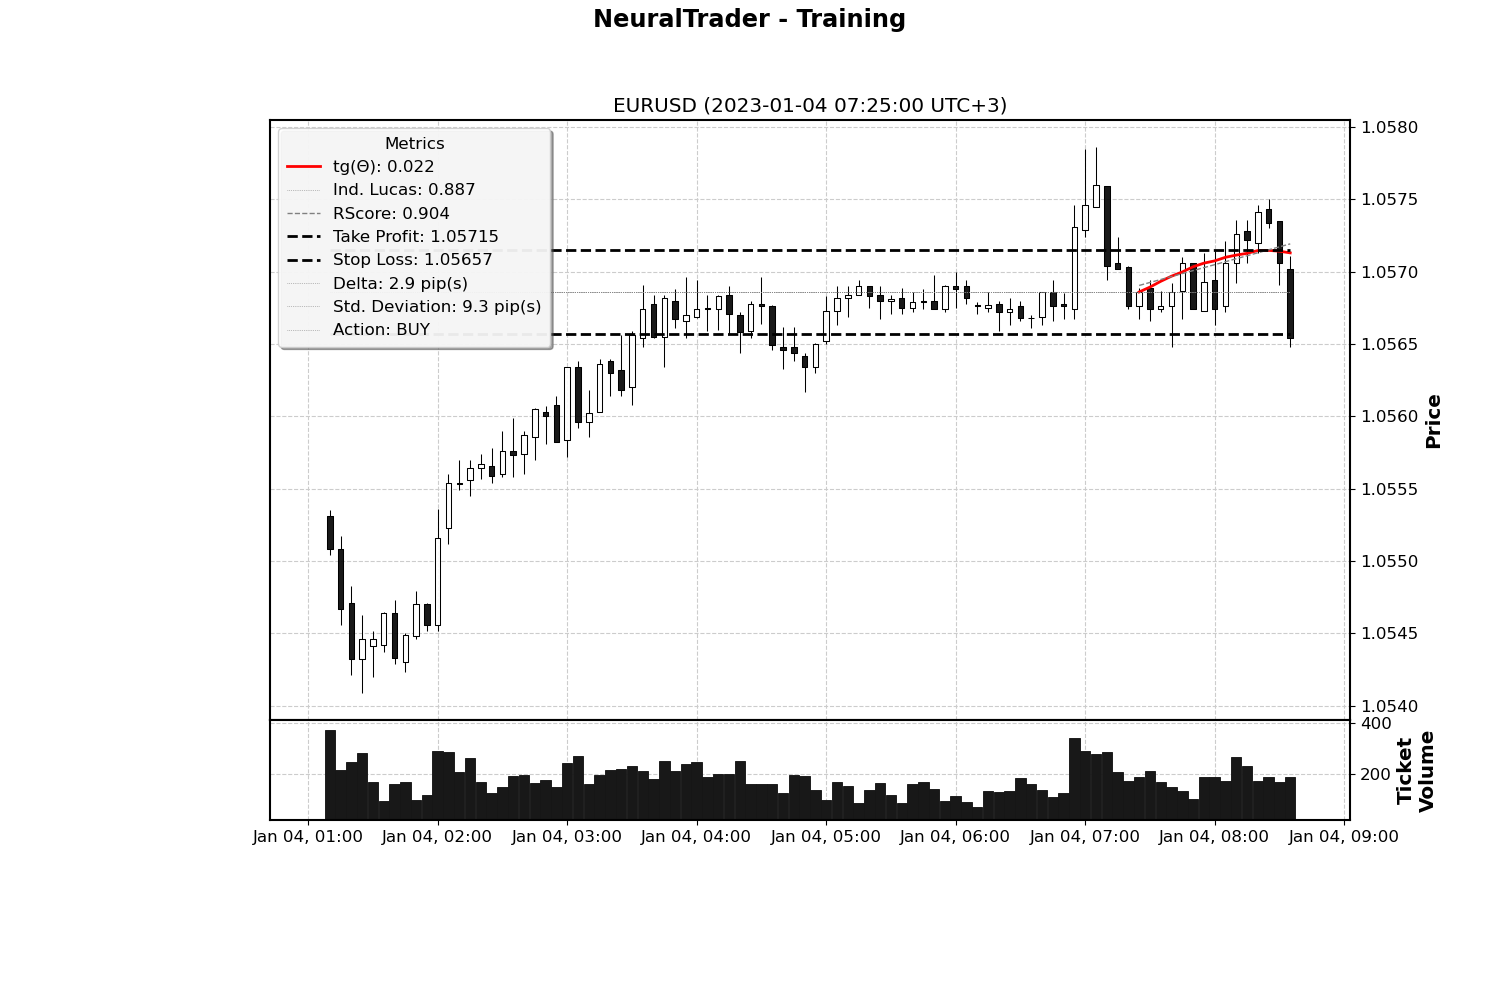 NeuralTrader - Training
EURUSD (2023-01-04 07:25:00 UTC+3)
Metrics
tg(Θ): 0.022
Ind. Lucas: 0.887
RScore: 0.904
Take Profit: 1.05715
Stop Loss: 1.05657
Delta: 2.9 pip(s)
Std. Deviation: 9.3 pip(s)
Action: BUY
1.0580
1.0575
1.0570
1.0565
1.0560
1.0555
1.0550
1.0545
1.0540
Price
400
200
Ticket
Volume
Jan 04, 01:00 Jan 04, 02:00 Jan 04, 03:00 Jan 04, 04:00 Jan 04, 05:00 Jan 04, 06:00 Jan 04, 07:00 Jan 04, 08:00 Jan 04, 09:00